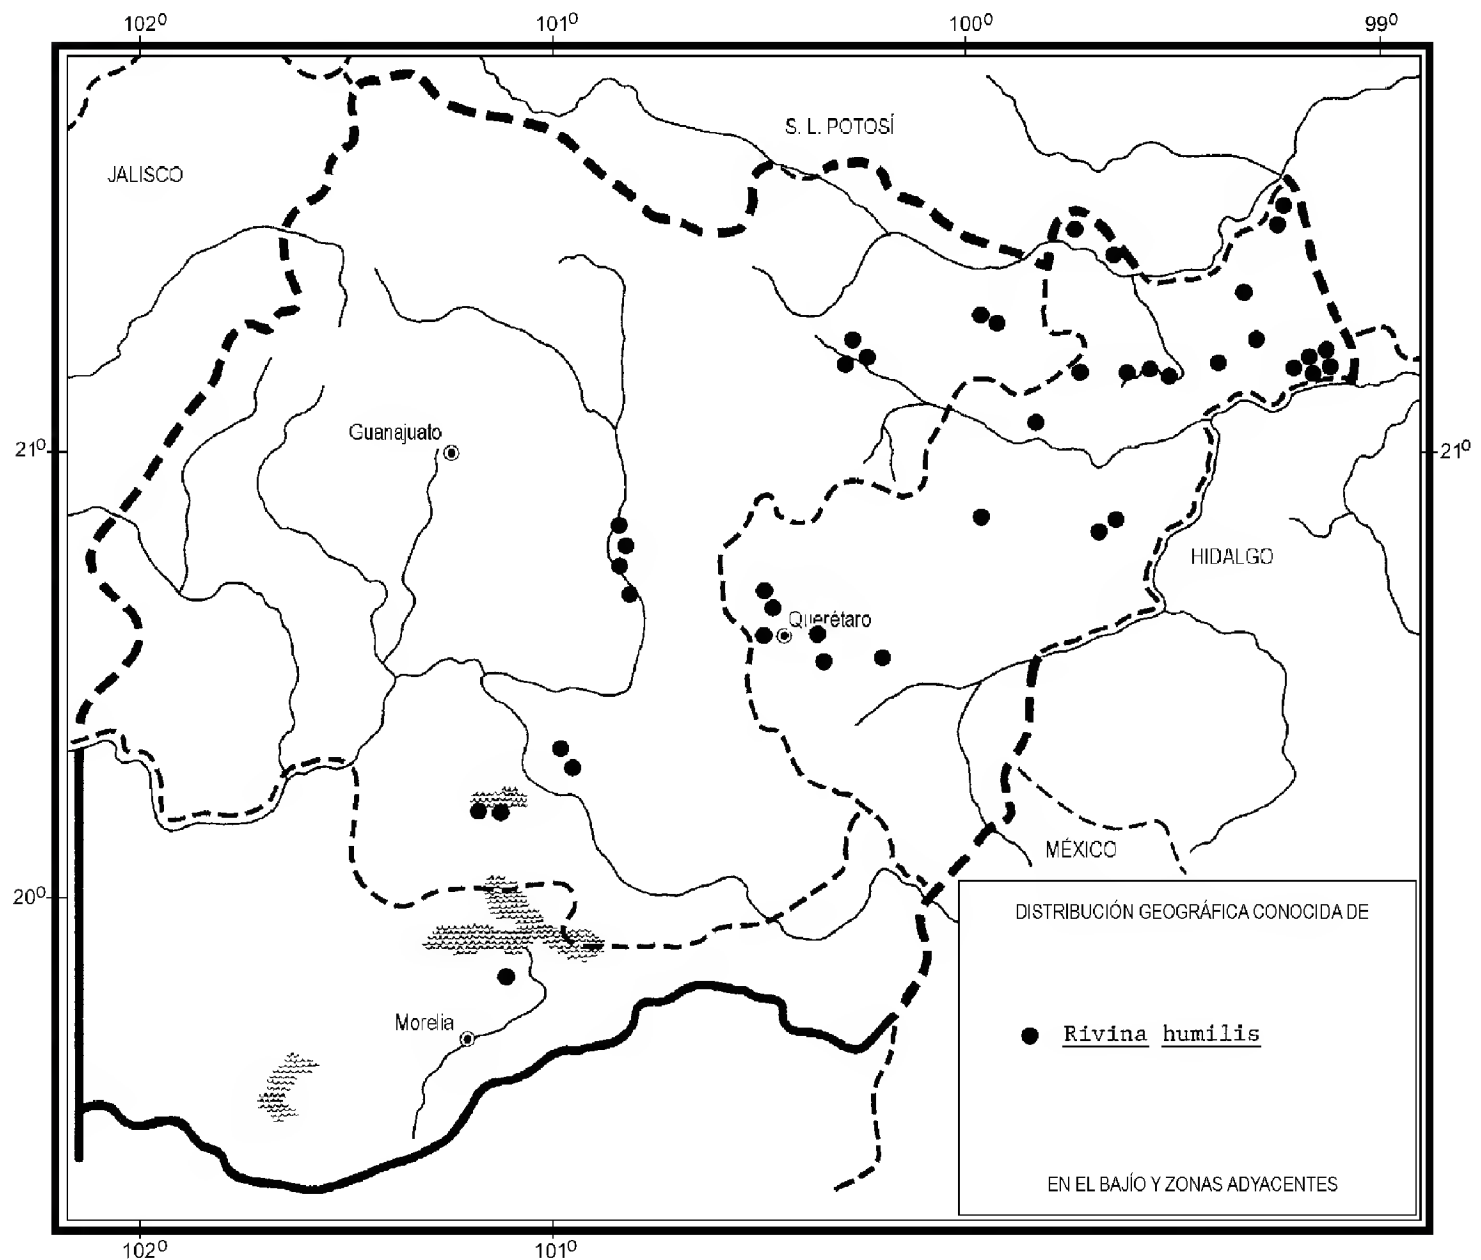 102⁰ 101⁰ 100⁰ 99⁰
S. L. POTOSÍ
JALISCO
Guanajuato
21⁰ 21⁰
HIDALGO
Querétaro
MÉXICO
20⁰
DISTRIBUCIÓN GEOGRÁFICA CONOCIDA DE
Morelia
Rivina humilis
EN EL BAJÍO Y ZONAS ADYACENTES
102⁰ 101⁰